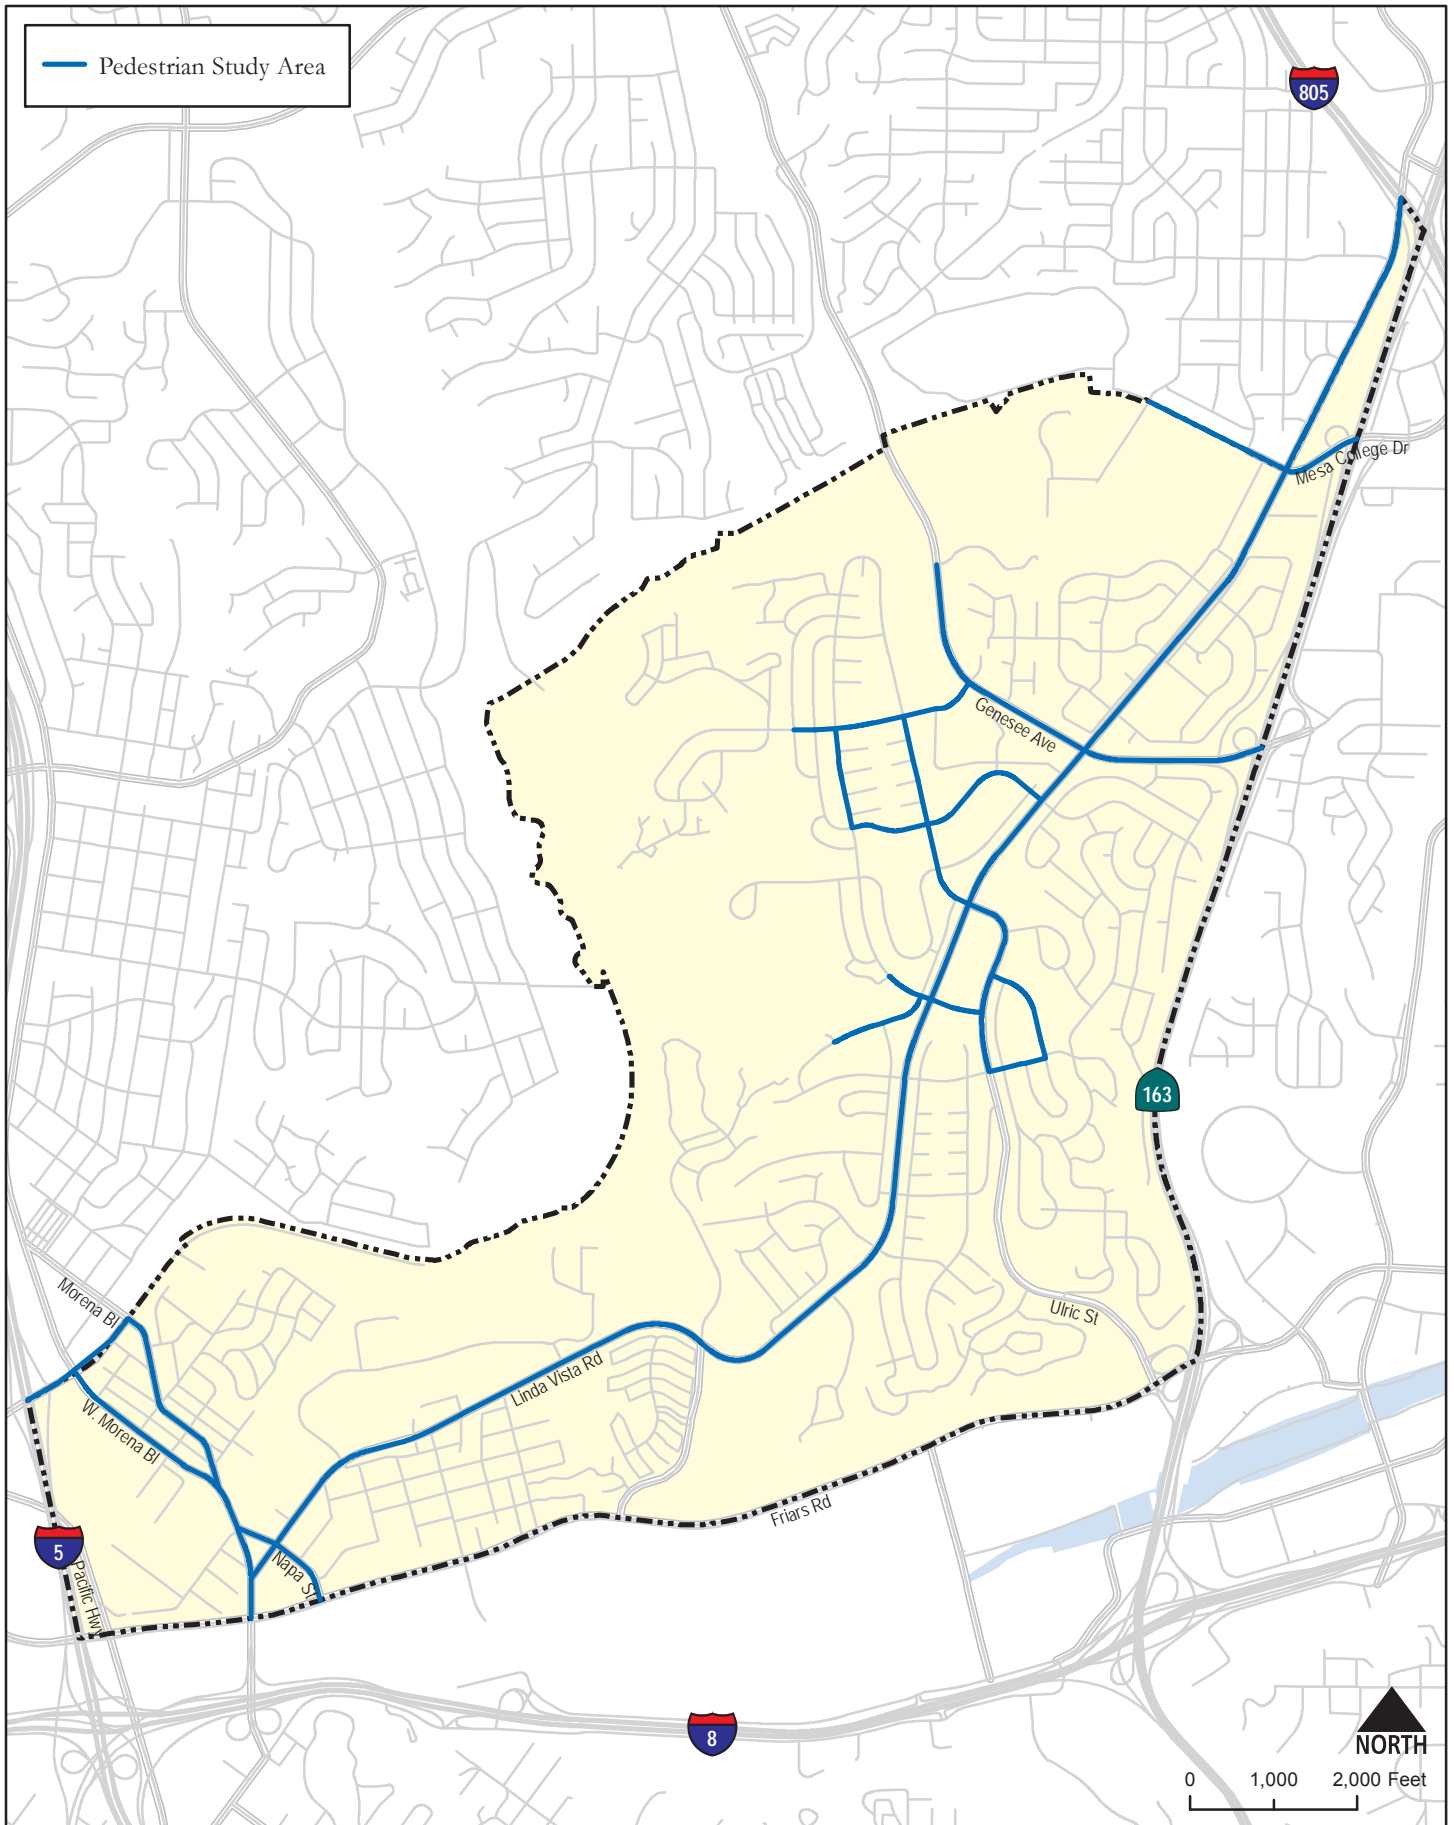 Pedestrian Study Area
805
Mesa College Dr
Genesee Ave
163
Morena Bl
Ulric St
Linda Vista Rd
W. Morena Bl
Friars Rd
5
Napa St
Pacific Hwy
8
NORTH
0 1,000 2,000 Feet